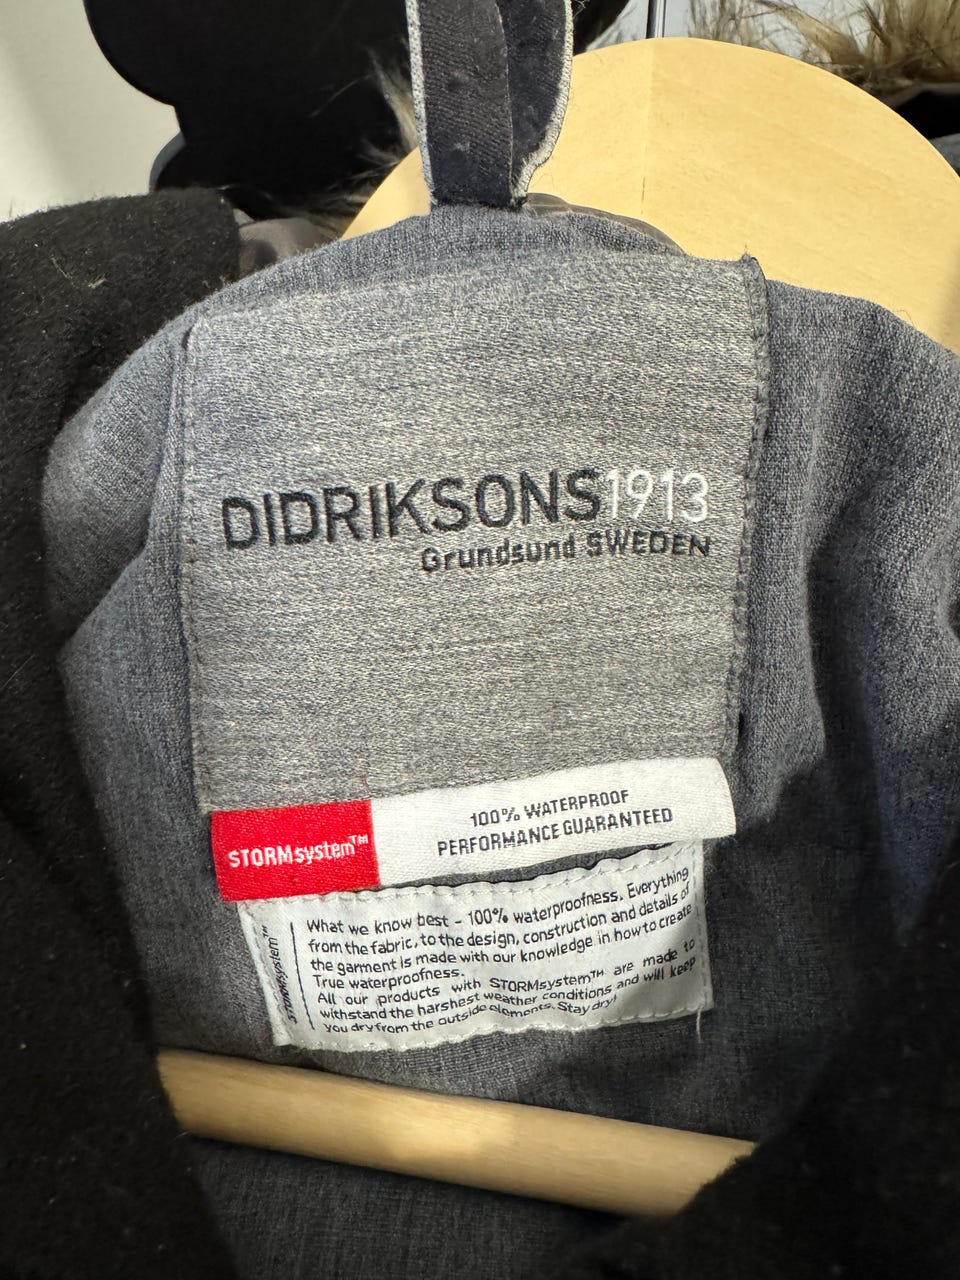 DIDRIKSONS1913
Grundsund SWEDEN
STORMsystem™
100% WATERPROOF
PERFORMANCE GUARANTEED
STORMsystem™
What we know best - 100% waterproofness. Everything
from the fabric, to the design, construction and details of
the garment is made with our knowledge in how to create
True waterproofness.
All our products with STORMsystem™ are made to
withstand the harshest weather conditions and will keep
you dry from the outside elements. Stay dry!